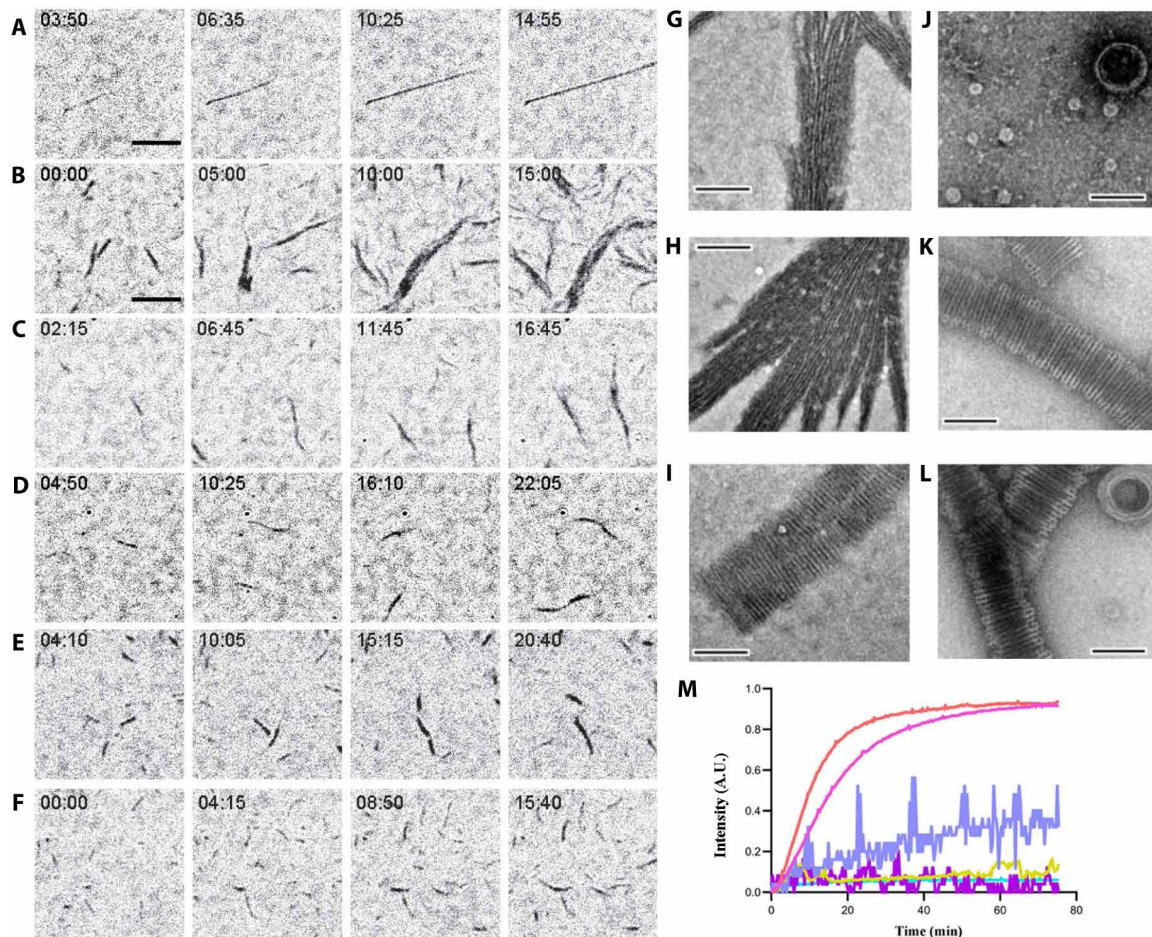 A 03:50 06:35 10:25 14:55
B 00:00 05:00 10:00 15:00
C 02:15 06:45 11:45 16:45
D 04:50 10:25 16:10 22:05
E 04:10 10:05 15:15 20:40
F 00:00 04:15 08:50 15:40
G J
H K
I L
M
1.0
0.8
0.6
0.4
0.2
0.0
Intensity (A.U.)
0 20 40 60 80
Time (min)